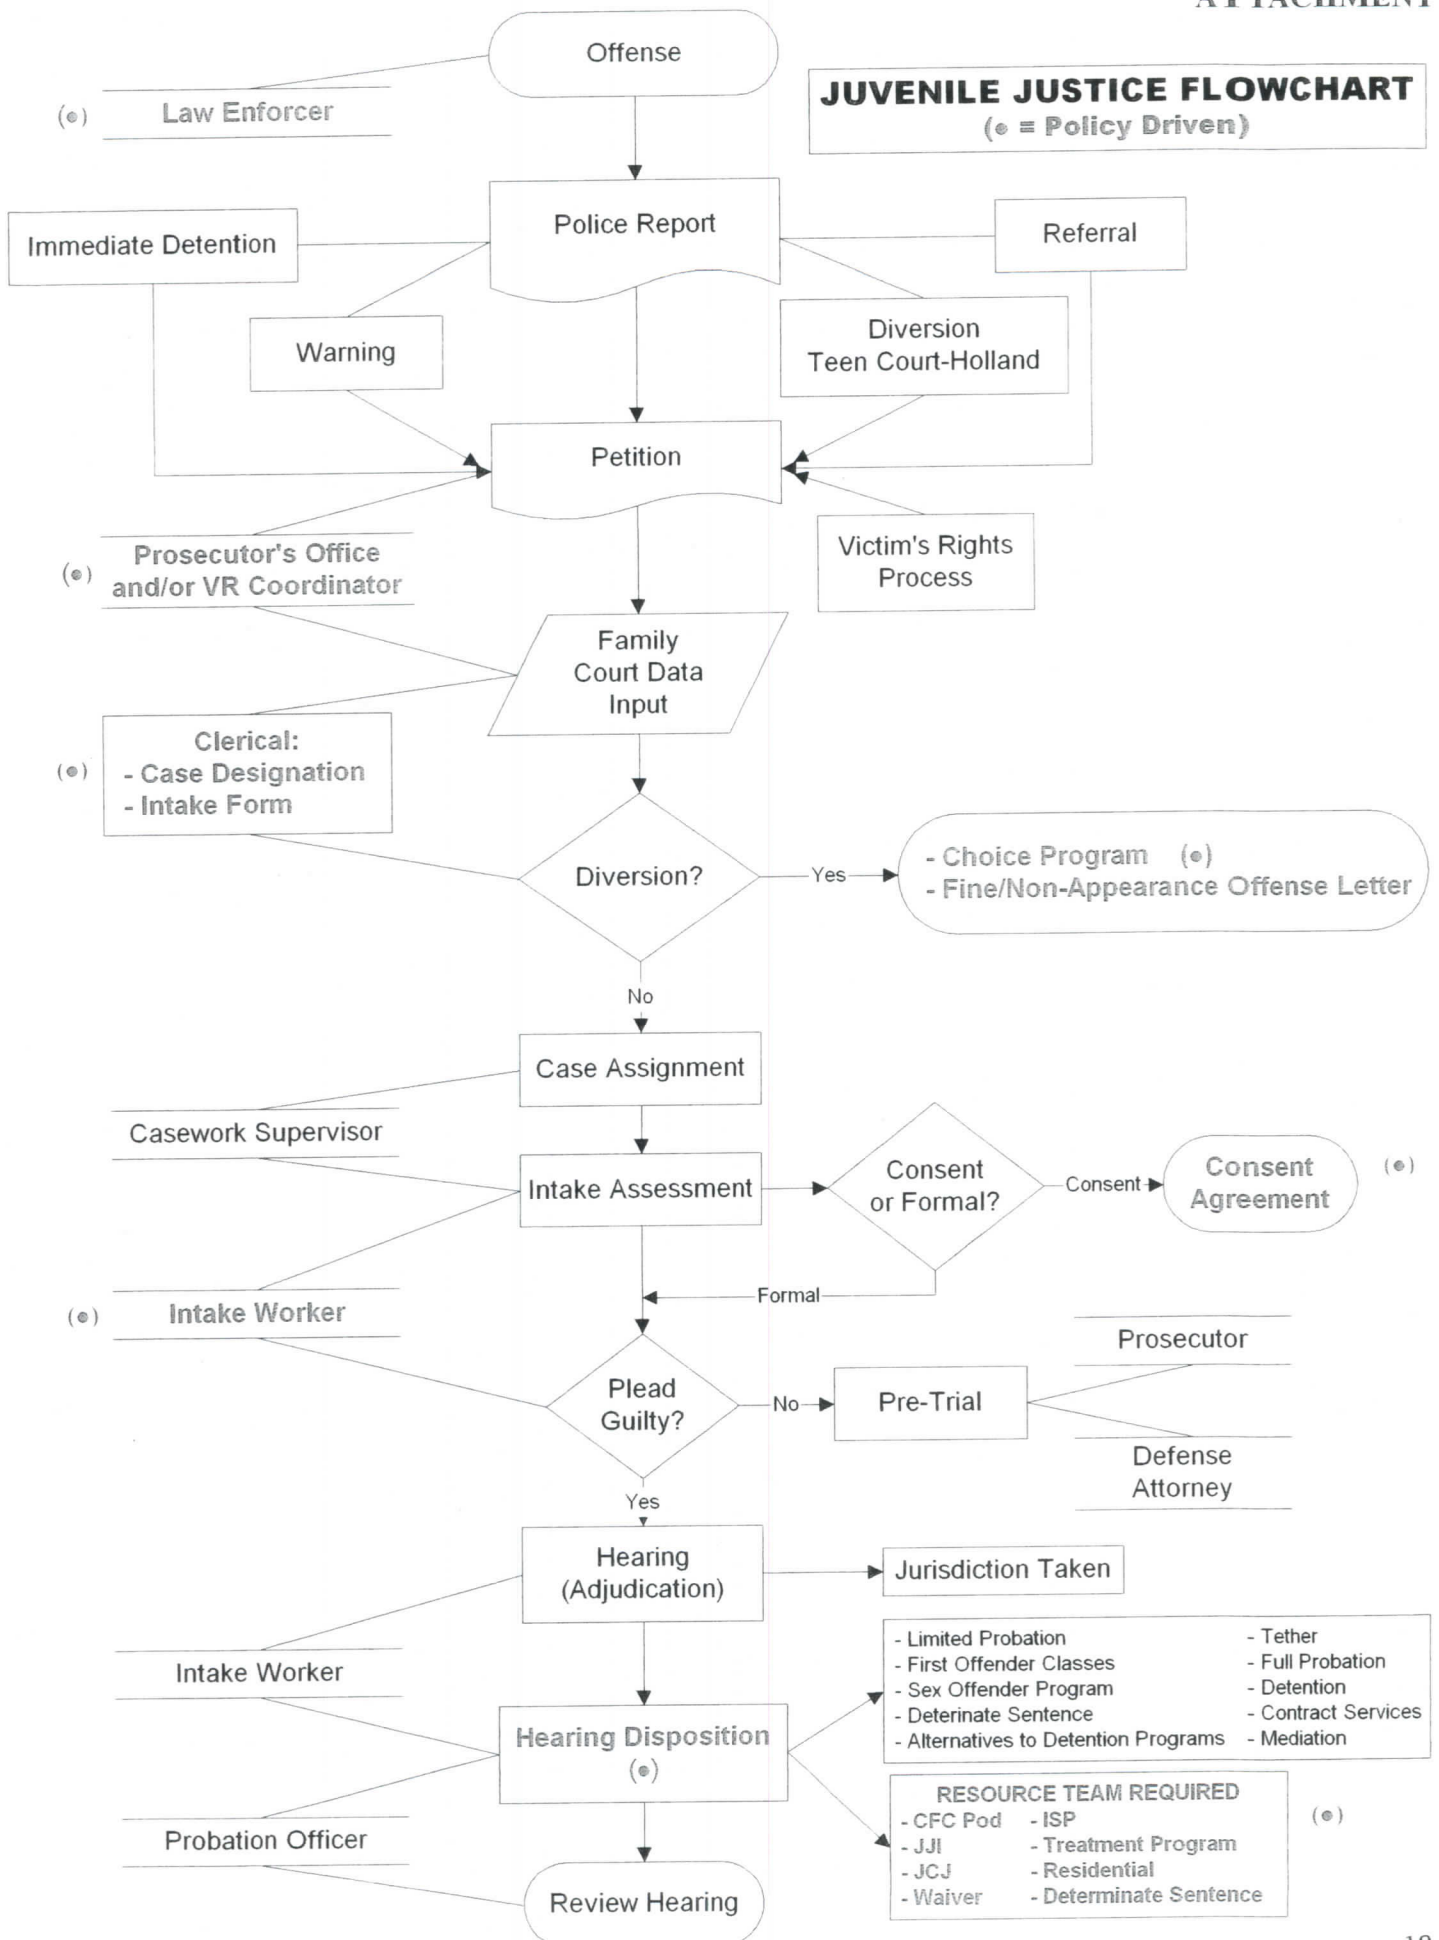 ATTACHMENT
Offense
JUVENILE JUSTICE FLOWCHART
(● = Policy Driven)
(●) Law Enforcer
Police Report
Immediate Detention
Referral
Warning
Diversion
Teen Court-Holland
Petition
Victim's Rights
Process
(●) Prosecutor's Office
and/or VR Coordinator
Family
Court Data
Input
(●) Clerical:
- Case Designation
- Intake Form
Diversion?
Yes
- Choice Program (●)
- Fine/Non-Appearance Offense Letter
No
Case Assignment
Casework Supervisor
Intake Assessment
Consent
or Formal?
Consent
Consent
Agreement
(●)
Formal
(●) Intake Worker
Plead
Guilty?
No
Pre-Trial
Prosecutor
Defense
Attorney
Yes
Hearing
(Adjudication)
Jurisdiction Taken
Intake Worker
Hearing Disposition
(●)
- Limited Probation - Tether
- First Offender Classes - Full Probation
- Sex Offender Program - Detention
- Deterinate Sentence - Contract Services
- Alternatives to Detention Programs - Mediation
RESOURCE TEAM REQUIRED
- CFC Pod - ISP
- JJI - Treatment Program
- JCJ - Residential
- Waiver - Determinate Sentence
(●)
Probation Officer
Review Hearing